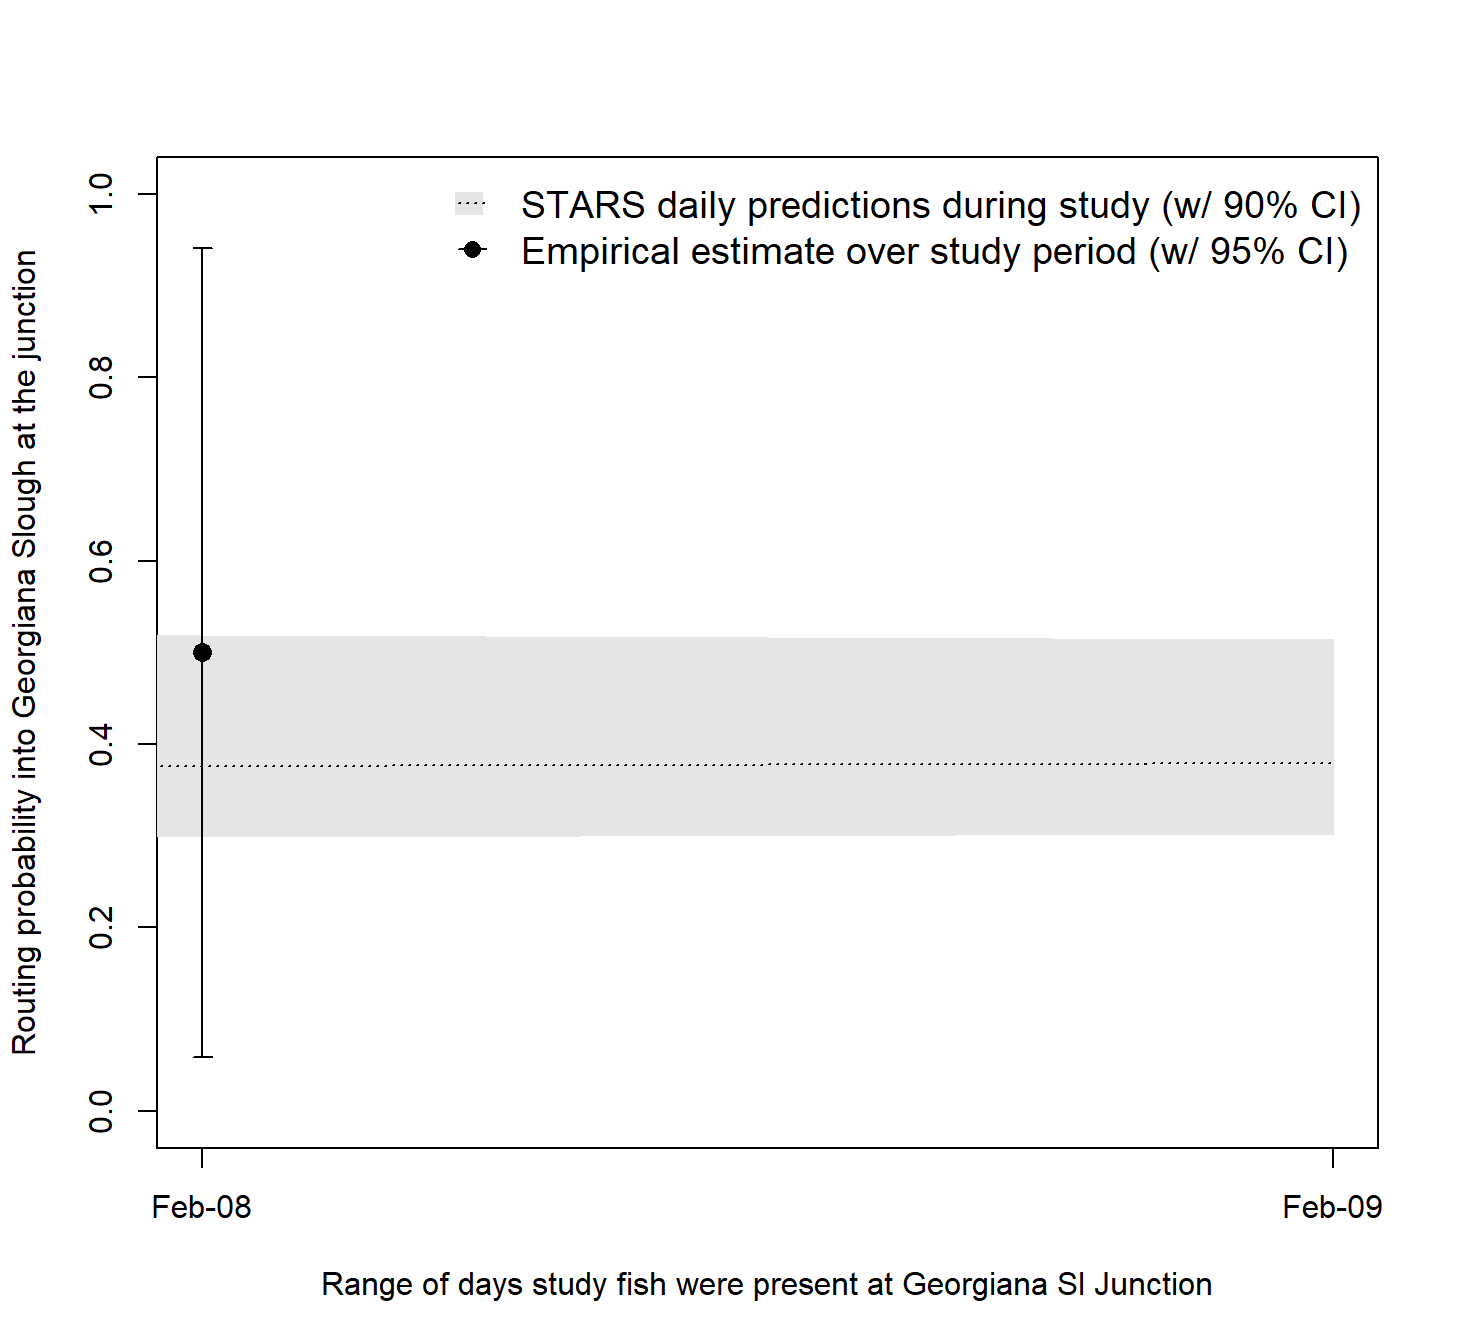 STARS daily predictions during study (w/ 90% CI)
Empirical estimate over study period (w/ 95% CI)
Routing probability into Georgiana Slough at the junction
1.0
0.8
0.6
0.4
0.2
0.0
Feb-08 Feb-09
Range of days study fish were present at Georgiana Sl Junction